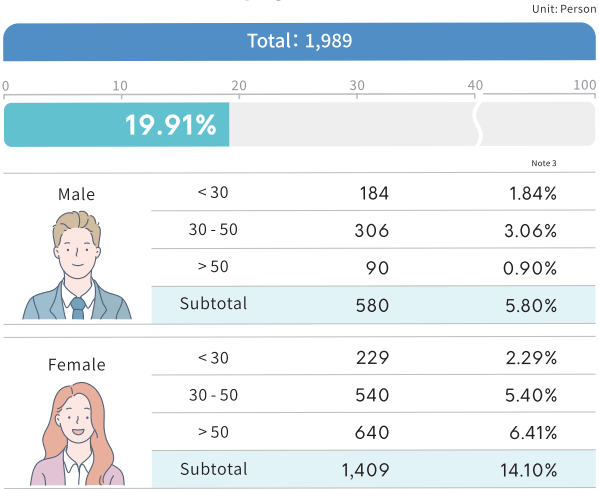 Unit: Person
Total: 1,989
0 10 20 30 40 100
19.91%
Note 3
Male
< 30 184 1.84%
30 - 50 306 3.06%
> 50 90 0.90%
Subtotal 580 5.80%
Female
< 30 229 2.29%
30 - 50 540 5.40%
> 50 640 6.41%
Subtotal 1,409 14.10%